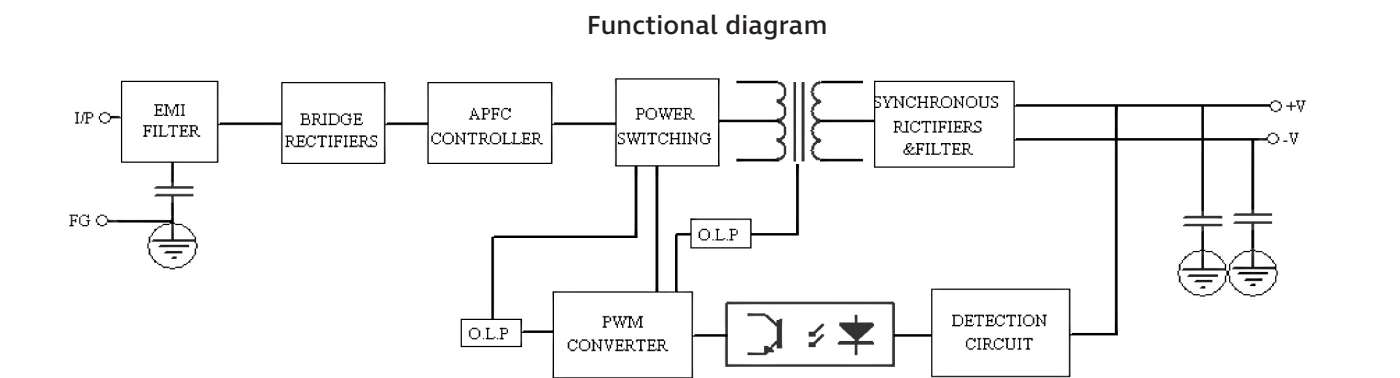 Functional diagram
I/P
EMI
FILTER
BRIDGE
RECTIFIERS
APFC
CONTROLLER
POWER
SWITCHING
SYNCHRONOUS
RICTIFIERS
&FILTER
+V
-V
FG
O.L.P
O.L.P
PWM
CONVERTER
DETECTION
CIRCUIT